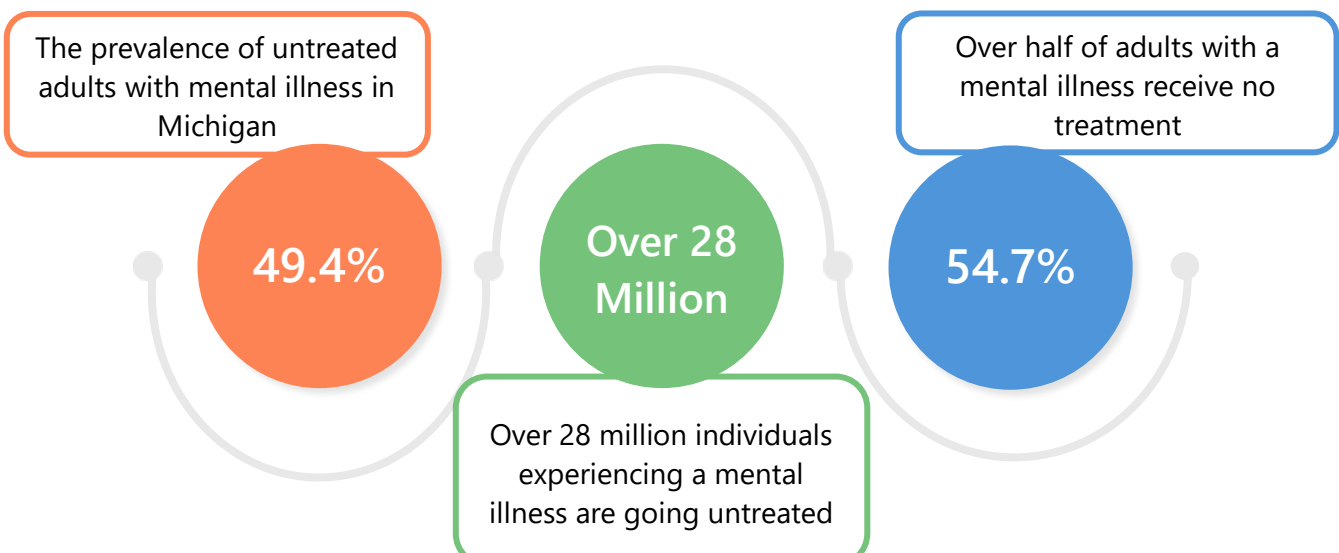 The prevalence of untreated
adults with mental illness in
Michigan
49.4%
Over 28
Million
Over 28 million individuals
experiencing a mental
illness are going untreated
Over half of adults with a
mental illness receive no
treatment
54.7%